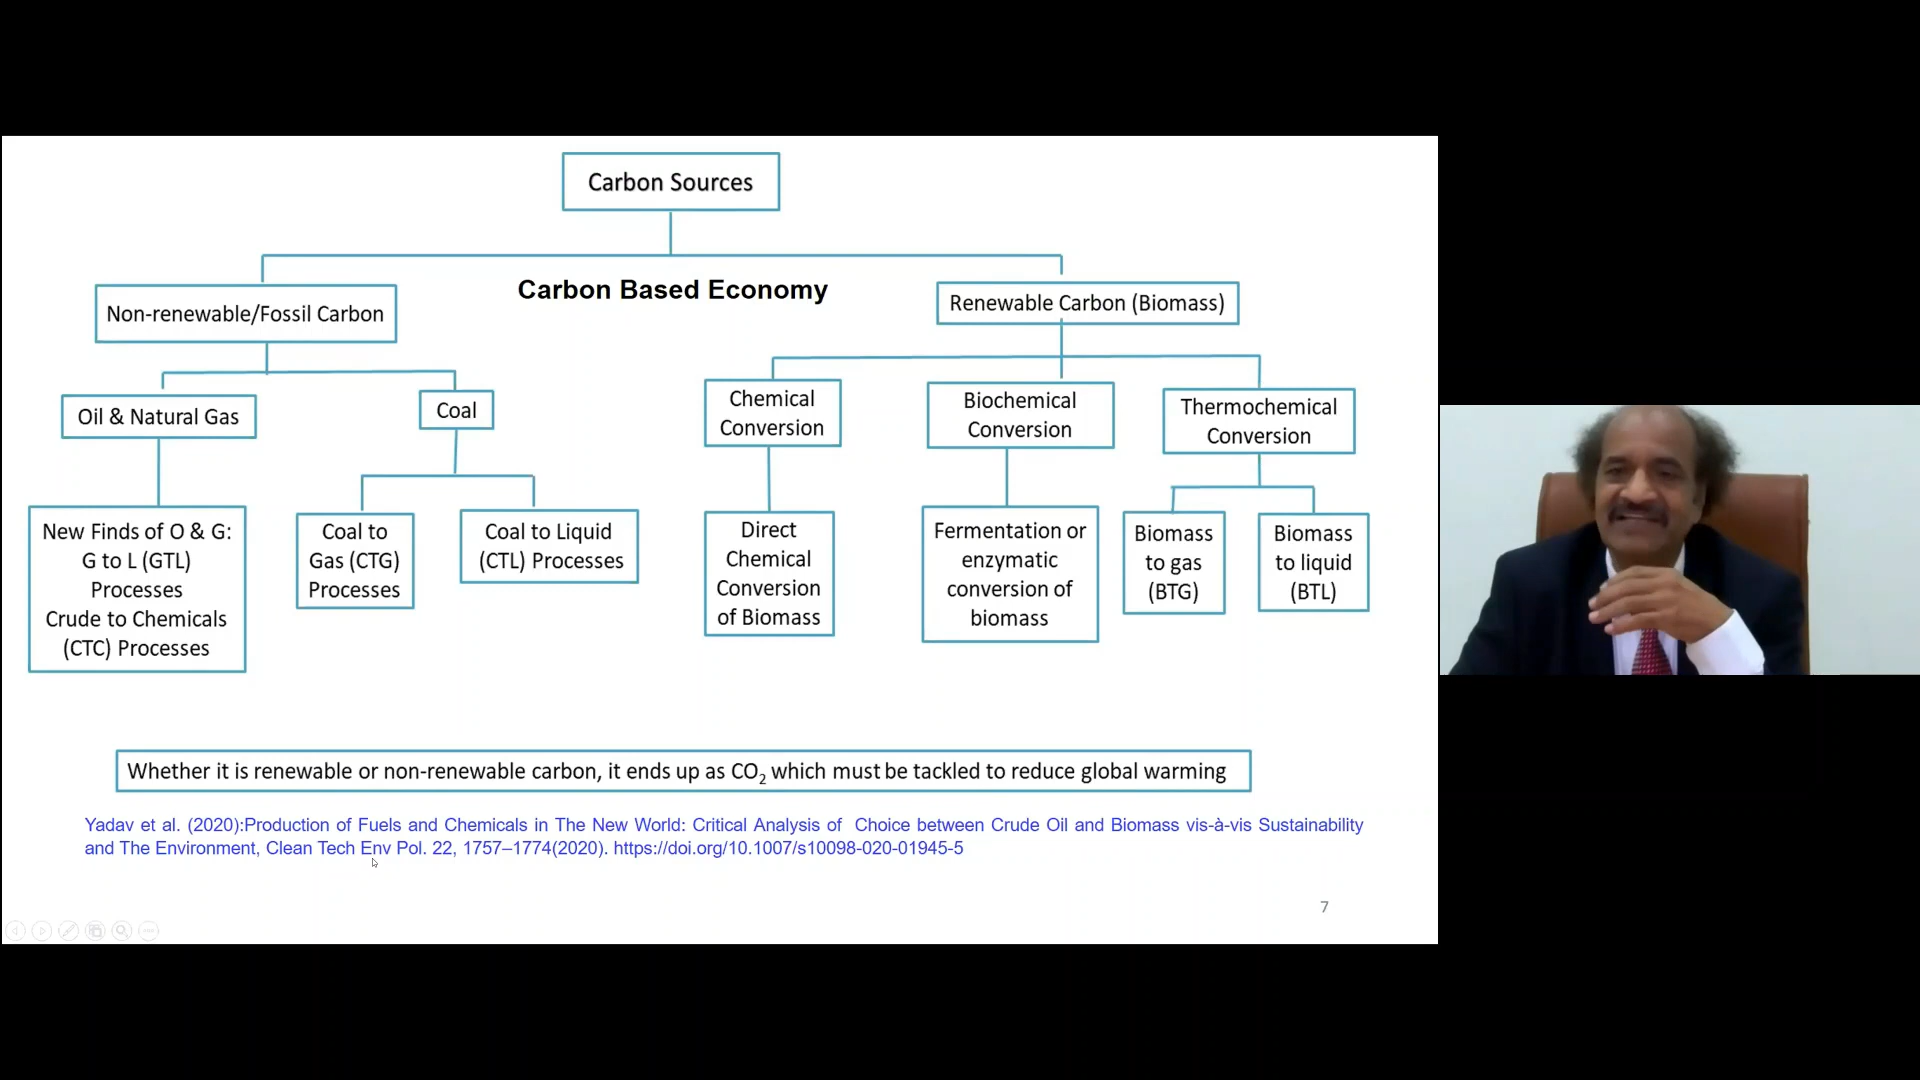 Carbon Sources
Carbon Based Economy
Non-renewable/Fossil Carbon
Renewable Carbon (Biomass)
Oil & Natural Gas
Coal
Chemical
Conversion
Biochemical
Conversion
Thermochemical
Conversion
New Finds of O & G:
G to L (GTL)
Processes
Crude to Chemicals
(CTC) Processes
Coal to
Gas (CTG)
Processes
Coal to Liquid
(CTL) Processes
Direct
Chemical
Conversion
of Biomass
Fermentation or
enzymatic
conversion of
biomass
Biomass
to gas
(BTG)
Biomass
to liquid
(BTL)
Whether it is renewable or non-renewable carbon, it ends up as CO₂ which must be tackled to reduce global warming
Yadav et al. (2020):Production of Fuels and Chemicals in The New World: Critical Analysis of Choice between Crude Oil and Biomass vis-à-vis Sustainability
and The Environment, Clean Tech Env Pol. 22, 1757–1774(2020). https://doi.org/10.1007/s10098-020-01945-5
7